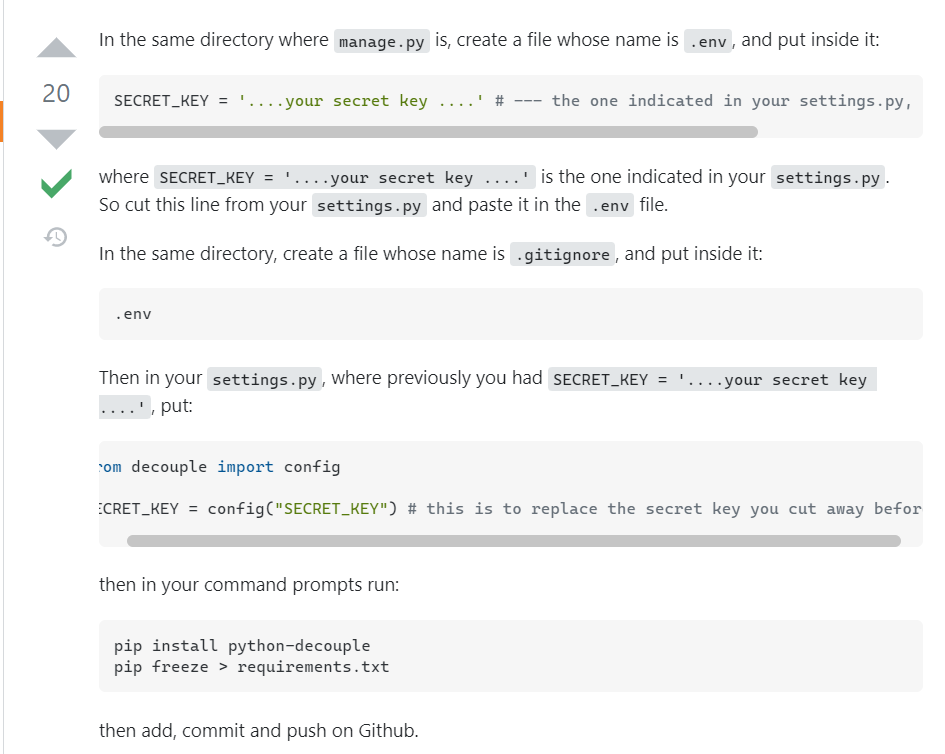 In the same directory where manage.py is, create a file whose name is .env, and put inside it:
20
SECRET_KEY = '....your secret key ....' # --- the one indicated in your settings.py,
where SECRET_KEY = '....your secret key ....' is the one indicated in your settings.py.
So cut this line from your settings.py and paste it in the .env file.
In the same directory, create a file whose name is .gitignore, and put inside it:
.env
Then in your settings.py, where previously you had SECRET_KEY = '....your secret key
....', put:
rom decouple import config
ECRET_KEY = config("SECRET_KEY") # this is to replace the secret key you cut away befor
then in your command prompts run:
pip install python-decouple
pip freeze > requirements.txt
then add, commit and push on Github.